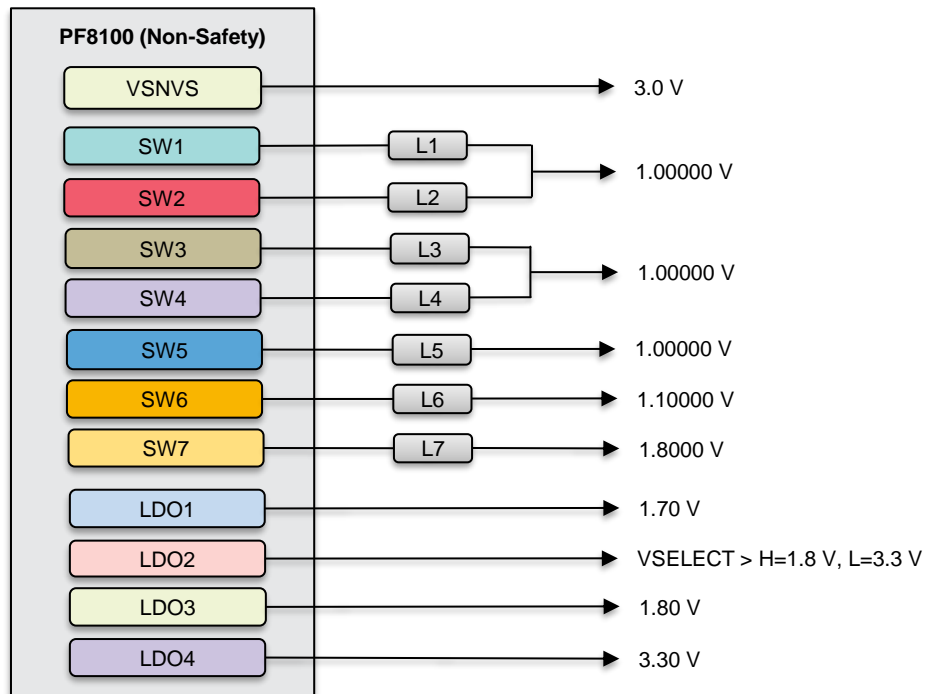 PF8100 (Non-Safety)
VSNVS
3.0 V
SW1
L1
1.00000 V
SW2
L2
SW3
L3
1.00000 V
SW4
L4
SW5
L5
1.00000 V
SW6
L6
1.10000 V
SW7
L7
1.8000 V
LDO1
1.70 V
LDO2
VSELECT > H=1.8 V, L=3.3 V
LDO3
1.80 V
LDO4
3.30 V